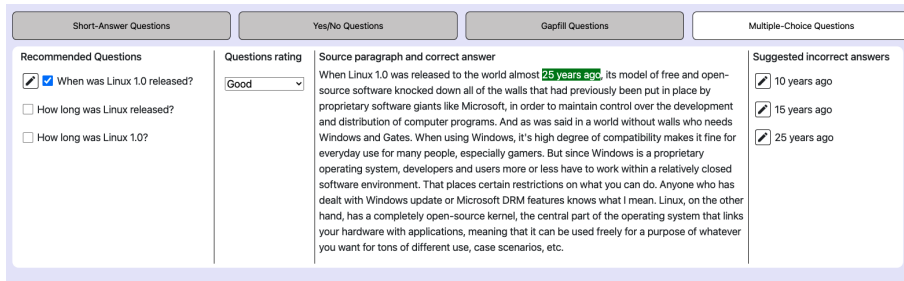 Short-Answer Questions
Yes/No Questions
Gapfill Questions
Multiple-Choice Questions
Recommended Questions
When was Linux 1.0 released?
How long was Linux released?
How long was Linux 1.0?
Questions rating
Good
Source paragraph and correct answer
When Linux 1.0 was released to the world almost 25 years ago, its model of free and open-
source software knocked down all of the walls that had previously been put in place by
proprietary software giants like Microsoft, in order to maintain control over the development
and distribution of computer programs. And as was said in a world without walls who needs
Windows and Gates. When using Windows, it's high degree of compatibility makes it fine for
everyday use for many people, especially gamers. But since Windows is a proprietary
operating system, developers and users more or less have to work within a relatively closed
software environment. That places certain restrictions on what you can do. Anyone who has
dealt with Windows update or Microsoft DRM features knows what I mean. Linux, on the other
hand, has a completely open-source kernel, the central part of the operating system that links
your hardware with applications, meaning that it can be used freely for a purpose of whatever
you want for tons of different use, case scenarios, etc.
Suggested incorrect answers
10 years ago
15 years ago
25 years ago